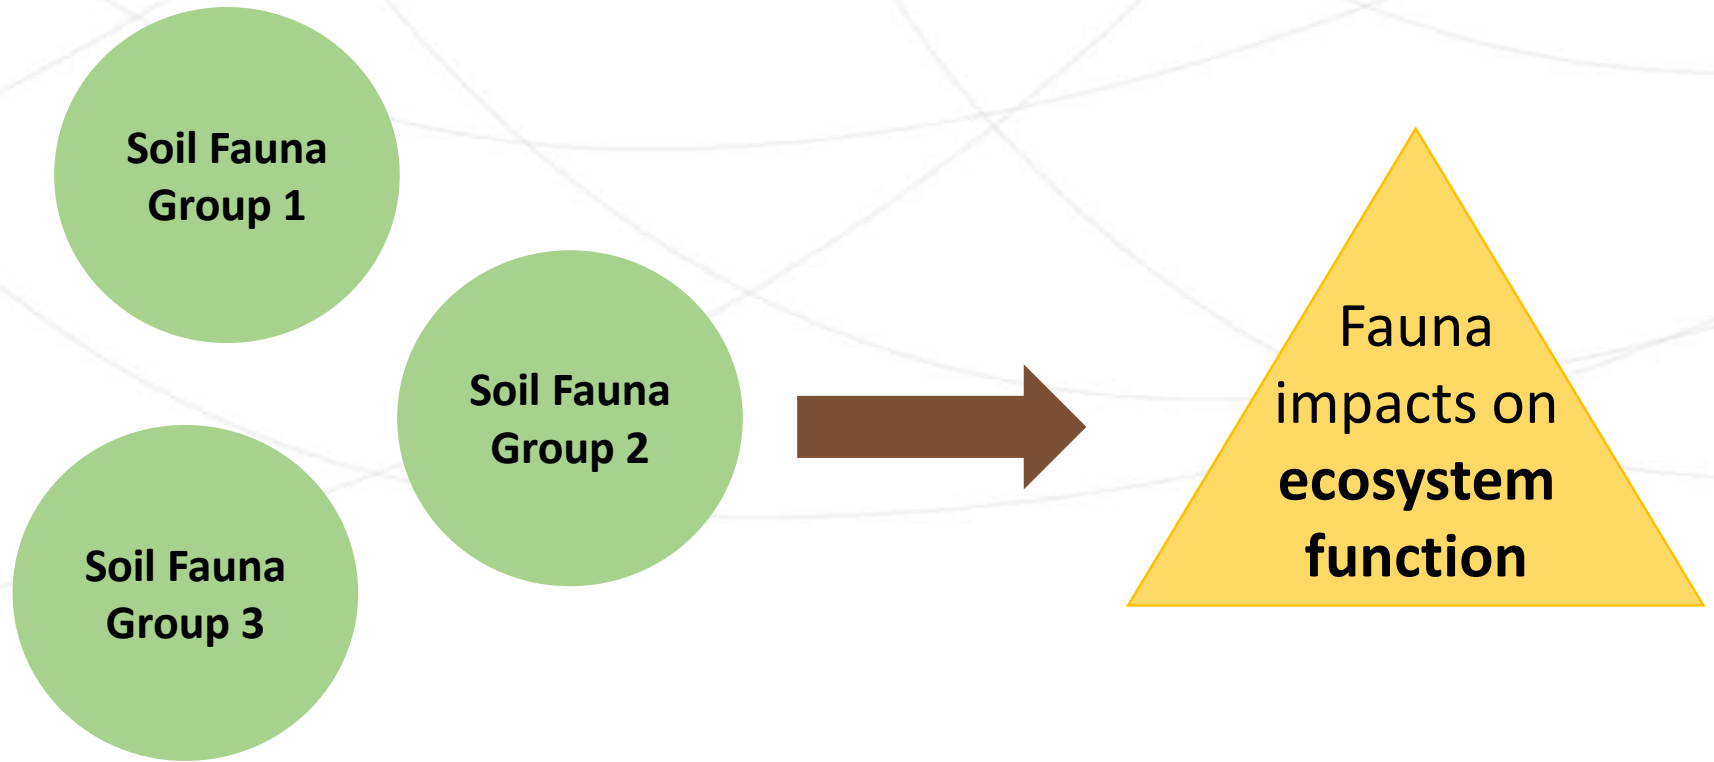 Soil Fauna
Group 1
Soil Fauna
Group 2
Soil Fauna
Group 3
Fauna
impacts on
ecosystem
function